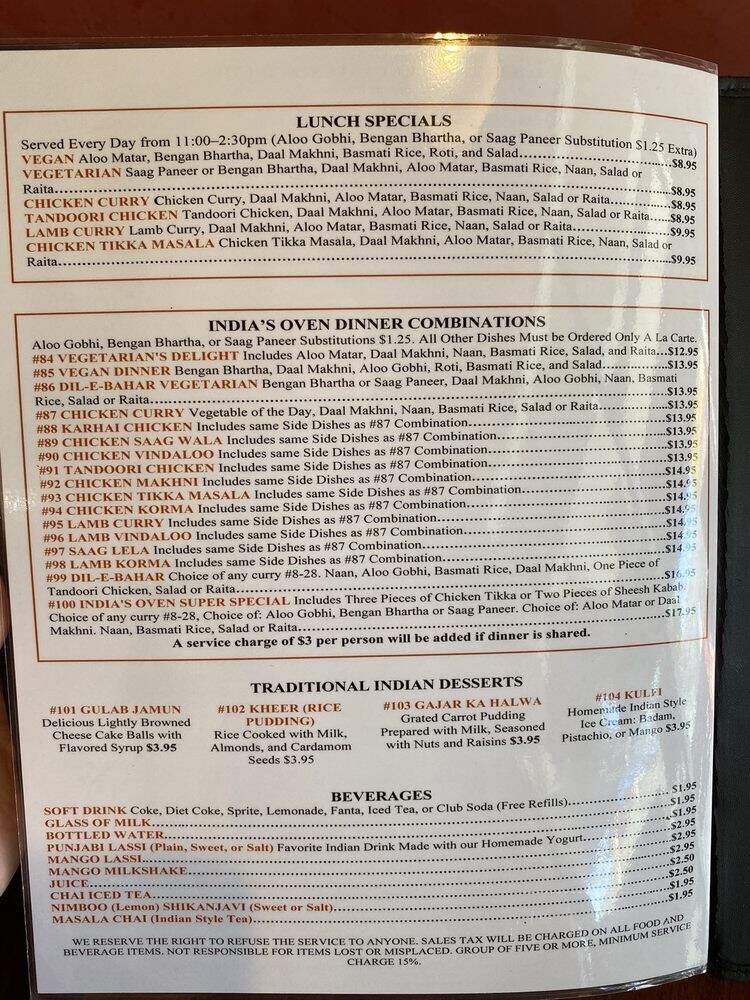 LUNCH SPECIALS
Served Every Day from 11:00–2:30pm (Aloo Gobhi, Bengan Bhartha, or Saag Paneer Substitution $1.25 Extra)
VEGAN Aloo Matar, Bengan Bhartha, Daal Makhni, Basmati Rice, Roti, and Salad...$8.95
VEGETARIAN Saag Paneer or Bengan Bhartha, Daal Makhni, Aloo Matar, Basmati Rice, Naan, Salad or
Raita...$8.95
CHICKEN CURRY Chicken Curry, Daal Makhni, Aloo Matar, Basmati Rice, Naan, Salad or Raita...$8.95
TANDOORI CHICKEN Tandoori Chicken, Daal Makhni, Aloo Matar, Basmati Rice, Naan, Salad or Raita...$8.95
LAMB CURRY Lamb Curry, Daal Makhni, Aloo Matar, Basmati Rice, Naan, Salad or Raita...$9.95
CHICKEN TIKKA MASALA Chicken Tikka Masala, Daal Makhni, Aloo Matar, Basmati Rice, Naan, Salad or
Raita...$9.95
INDIA'S OVEN DINNER COMBINATIONS
Aloo Gobhi, Bengan Bhartha, or Saag Paneer Substitutions $1.25. All Other Dishes Must be Ordered Only A La Carte.
#84 VEGETARIAN'S DELIGHT Includes Aloo Matar, Daal Makhni, Naan, Basmati Rice, Salad, and Raita...$12.95
#85 VEGAN DINNER Bengan Bhartha, Daal Makhni, Aloo Gobhi, Roti, Basmati Rice, and Salad...$13.95
#86 DIL-E-BAHAR VEGETARIAN Bengan Bhartha or Saag Paneer, Daal Makhni, Aloo Gobhi, Naan, Basmati
Rice, Salad or Raita...$13.95
#87 CHICKEN CURRY Vegetable of the Day, Daal Makhni, Naan, Basmati Rice, Salad or Raita...$13.95
#88 KARHAI CHICKEN Includes same Side Dishes as #87 Combination...$13.95
#89 CHICKEN SAAG WALA Includes same Side Dishes as #87 Combination...$13.95
#90 CHICKEN VINDALOO Includes same Side Dishes as #87 Combination...$13.95
#91 TANDOORI CHICKEN Includes same Side Dishes as #87 Combination...$13.95
#92 CHICKEN MAKHNI Includes same Side Dishes as #87 Combination...$14.95
#93 CHICKEN TIKKA MASALA Includes same Side Dishes as #87 Combination...$14.95
#94 CHICKEN KORMA Includes same Side Dishes as #87 Combination...$14.95
#95 LAMB CURRY Includes same Side Dishes as #87 Combination...$14.95
#96 LAMB VINDALOO Includes same Side Dishes as #87 Combination...$14.95
#97 SAAG LELA Includes same Side Dishes as #87 Combination...$14.95
#98 LAMB KORMA Includes same Side Dishes as #87 Combination...$14.95
#99 DIL-E-BAHAR Choice of any curry #8-28. Naan, Aloo Gobhi, Basmati Rice, Daal Makhni, One Piece of
Tandoori Chicken, Salad or Raita...$16.95
#100 INDIA'S OVEN SUPER SPECIAL Includes Three Pieces of Chicken Tikka or Two Pieces of Sheesh Kabab.
Choice of any curry #8-28, Choice of: Aloo Gobhi, Bengan Bhartha or Saag Paneer. Choice of: Aloo Matar or Daal
Makhni. Naan, Basmati Rice, Salad or Raita...$17.95
A service charge of $3 per person will be added if dinner is shared.
TRADITIONAL INDIAN DESSERTS
#101 GULAB JAMUN
Delicious Lightly Browned
Cheese Cake Balls with
Flavored Syrup $3.95
#102 KHEER (RICE
PUDDING)
Rice Cooked with Milk,
Almonds, and Cardamom
Seeds $3.95
#103 GAJAR KA HALWA
Grated Carrot Pudding
Prepared with Milk, Seasoned
with Nuts and Raisins $3.95
#104 KULFI
Homemade Indian Style
Ice Cream: Badam,
Pistachio, or Mango $3.95
BEVERAGES
SOFT DRINK Coke, Diet Coke, Sprite, Lemonade, Fanta, Iced Tea, or Club Soda (Free Refills)...$1.95
GLASS OF MILK...$1.95
BOTTLED WATER...$1.95
PUNJABI LASSI (Plain, Sweet, or Salt) Favorite Indian Drink Made with our Homemade Yogurt...$2.95
MANGO LASSI...$2.95
MANGO MILKSHAKE...$2.95
JUICE...$2.50
CHAI ICED TEA...$2.50
NIMBOO (Lemon) SHIKANJAVI (Sweet or Salt)...$1.95
MASALA CHAI (Indian Style Tea)...$1.95
WE RESERVE THE RIGHT TO REFUSE THE SERVICE TO ANYONE. SALES TAX WILL BE CHARGED ON ALL FOOD AND
BEVERAGE ITEMS. NOT RESPONSIBLE FOR ITEMS LOST OR MISPLACED. GROUP OF FIVE OR MORE, MINIMUM SERVICE
CHARGE 15%.